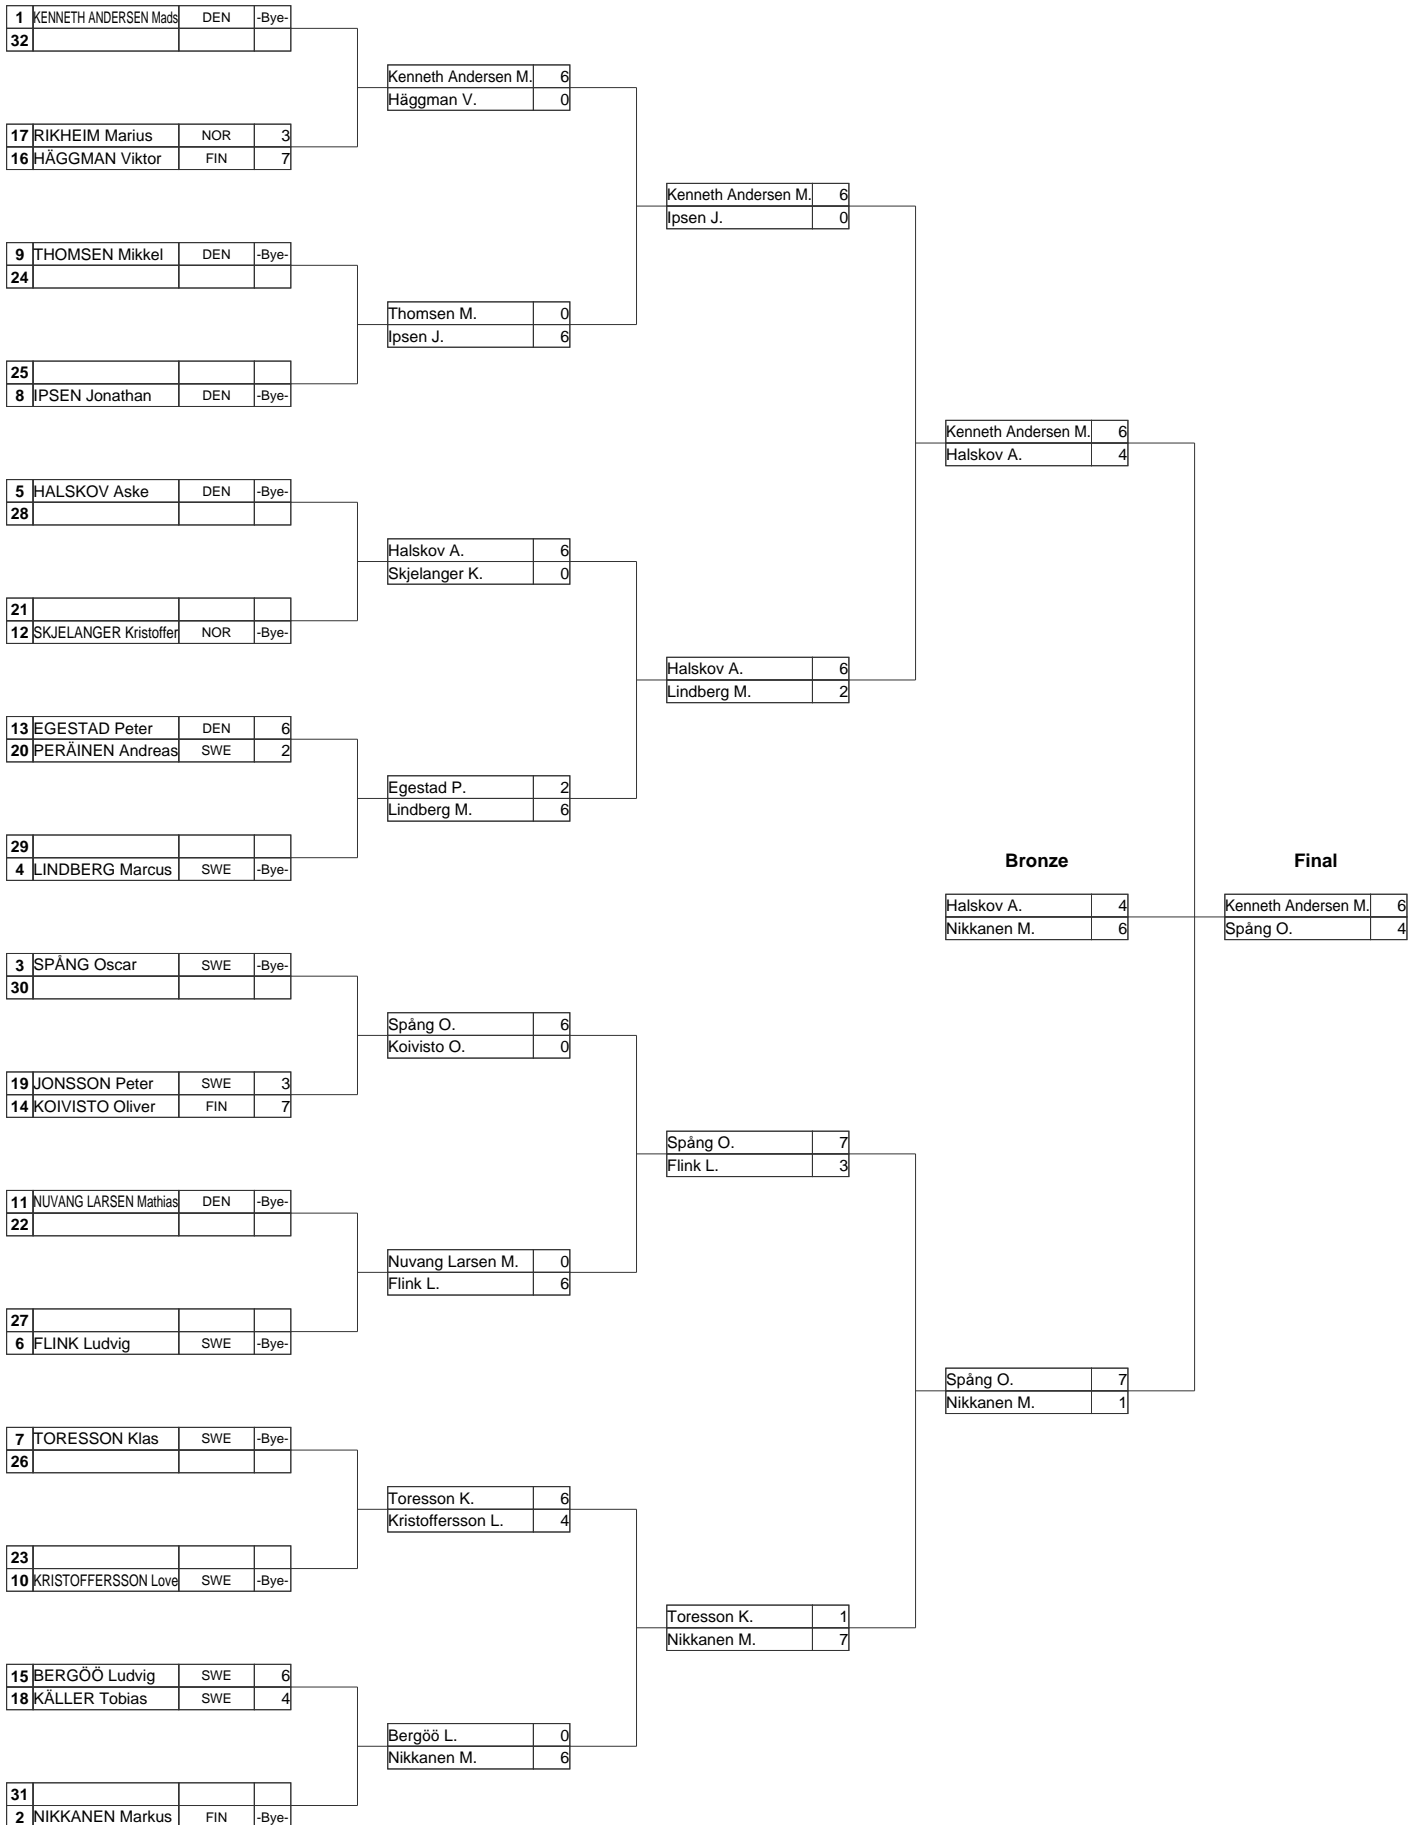 1 KENNETH ANDERSEN Mads DEN -Bye-
32
Kenneth Andersen M. 6
Häggman V. 0
17 RIKHEIM Marius NOR 3
16 HÄGGMAN Viktor FIN 7
Kenneth Andersen M. 6
Ipsen J. 0
9 THOMSEN Mikkel DEN -Bye-
24
Thomsen M. 0
Ipsen J. 6
25
8 IPSEN Jonathan DEN -Bye-
Kenneth Andersen M. 6
Halskov A. 4
5 HALSKOV Aske DEN -Bye-
28
Halskov A. 6
Skjelanger K. 0
21
12 SKJELANGER Kristoffer NOR -Bye-
Halskov A. 6
Lindberg M. 2
13 EGESTAD Peter DEN 6
20 PERÄINEN Andreas SWE 2
Egestad P. 2
Lindberg M. 6
29
4 LINDBERG Marcus SWE -Bye-
Bronze Final
Halskov A. 4 Kenneth Andersen M. 6
Nikkanen M. 6 Spång O. 4
3 SPÅNG Oscar SWE -Bye-
30
Spång O. 6
Koivisto O. 0
19 JONSSON Peter SWE 3
14 KOIVISTO Oliver FIN 7
Spång O. 7
Flink L. 3
11 NUVANG LARSEN Mathias DEN -Bye-
22
Nuvang Larsen M. 0
Flink L. 6
27
6 FLINK Ludvig SWE -Bye-
Spång O. 7
Nikkanen M. 1
7 TORESSON Klas SWE -Bye-
26
Toresson K. 6
Kristoffersson L. 4
23
10 KRISTOFFERSSON Love SWE -Bye-
Toresson K. 1
Nikkanen M. 7
15 BERGÖÖ Ludvig SWE 6
18 KÄLLER Tobias SWE 4
Bergöö L. 0
Nikkanen M. 6
31
2 NIKKANEN Markus FIN -Bye-